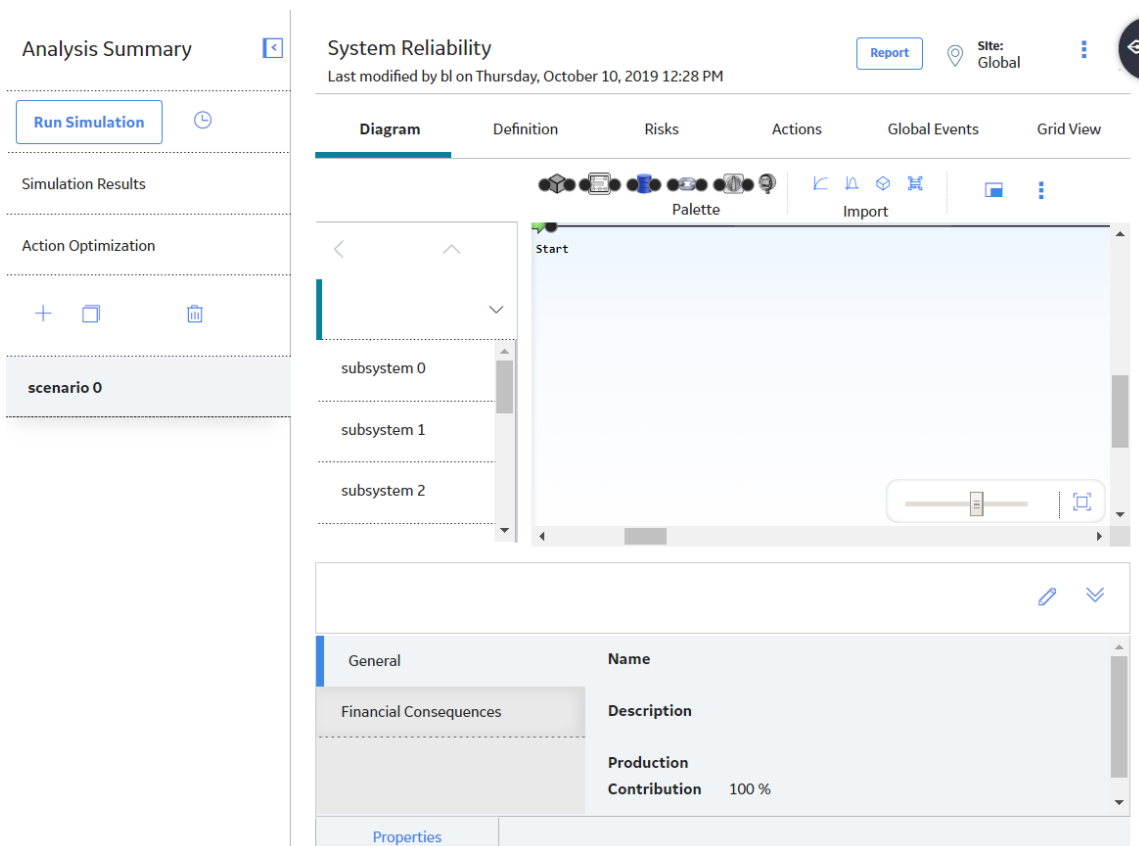 Analysis Summary
System Reliability
Last modified by bl on Thursday, October 10, 2019 12:28 PM
Report
Site:
Global
Run Simulation
Simulation Results
Action Optimization
scenario 0
Diagram
Definition
Risks
Actions
Global Events
Grid View
Palette
Import
subsystem 0
subsystem 1
subsystem 2
Start
General
Financial Consequences
Name
Description
Production
Contribution 100 %
Properties